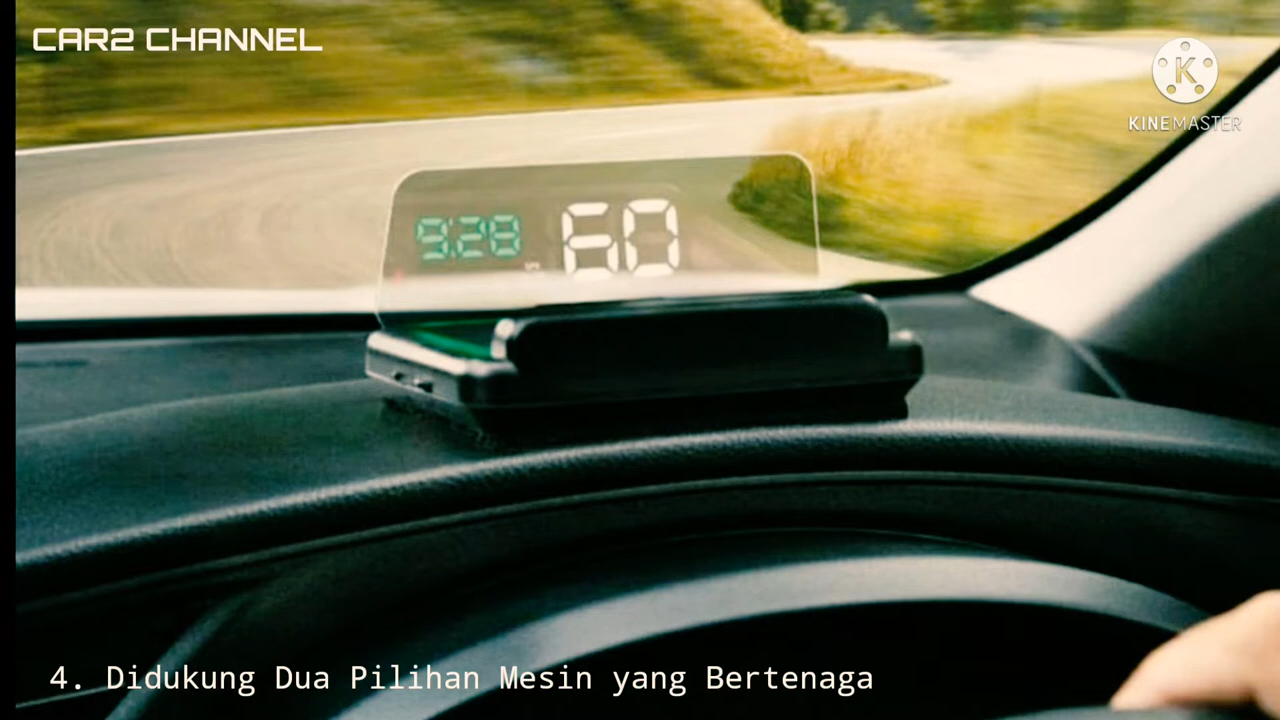 CAR2 CHANNEL
K
KINEMASTER
9:28 60
4. Didukung Dua Pilihan Mesin yang Bertenaga